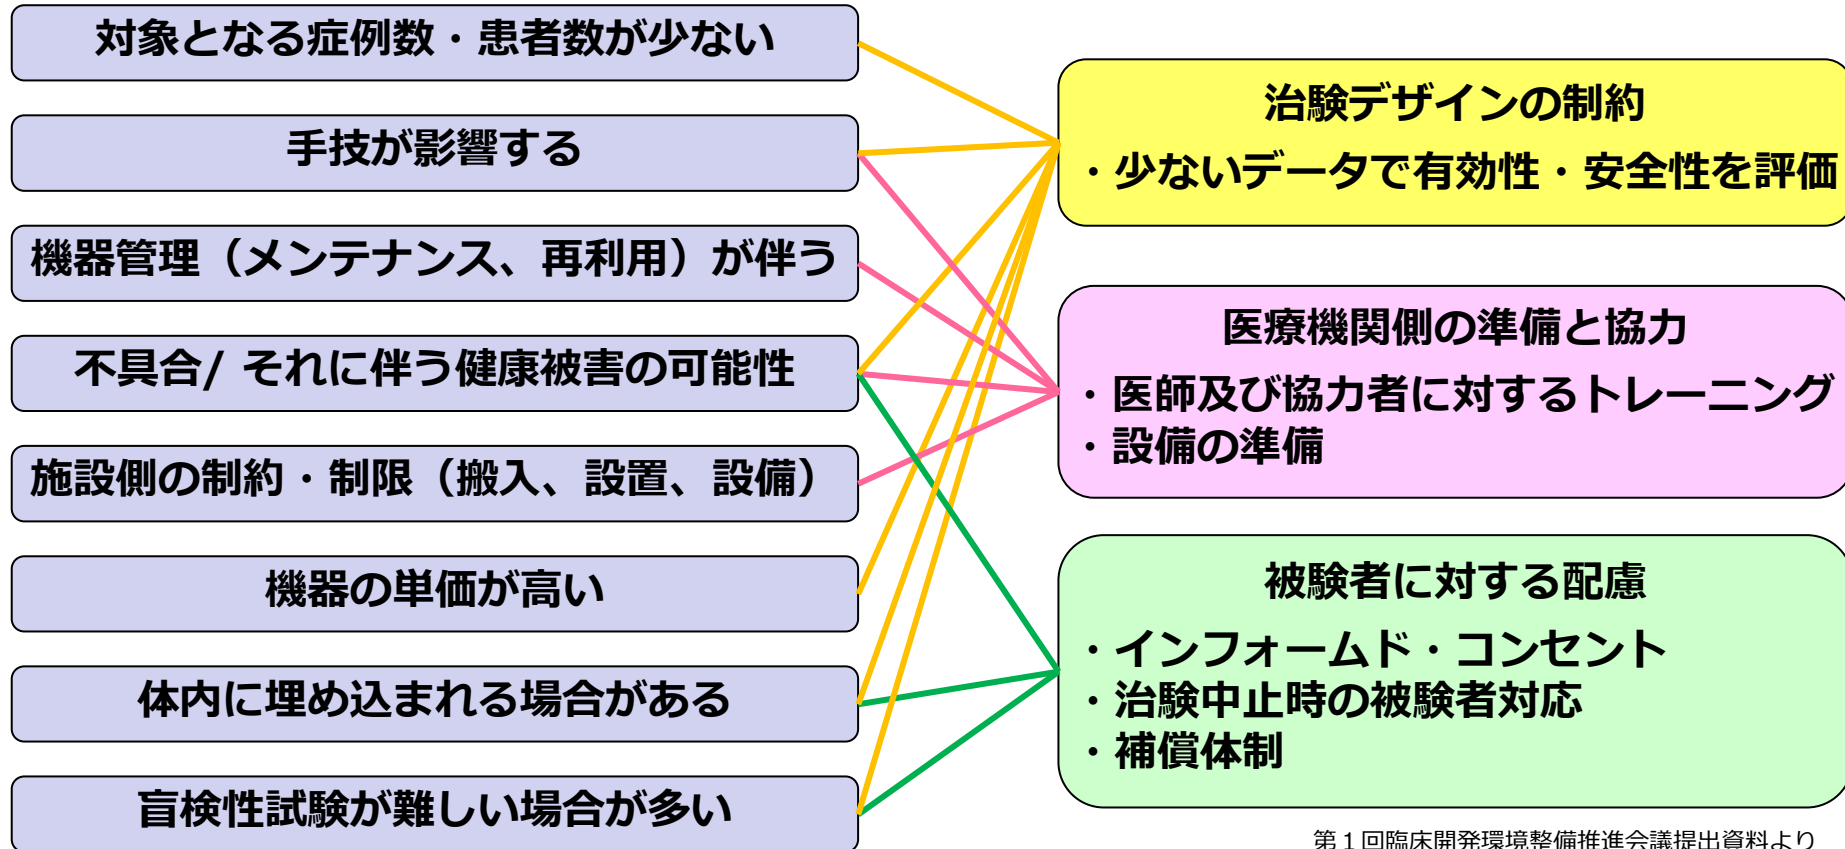 対象となる症例数・患者数が少ない
手技が影響する
機器管理（メンテナンス、再利用）が伴う
不具合/ それに伴う健康被害の可能性
施設側の制約・制限（搬入、設置、設備）
機器の単価が高い
体内に埋め込まれる場合がある
盲検性試験が難しい場合が多い
治験デザインの制約
・少ないデータで有効性・安全性を評価
医療機関側の準備と協力
・医師及び協力者に対するトレーニング
・設備の準備
被験者に対する配慮
・インフォームド・コンセント
・治験中止時の被験者対応
・補償体制
第１回臨床開発環境整備推進会議提出資料より